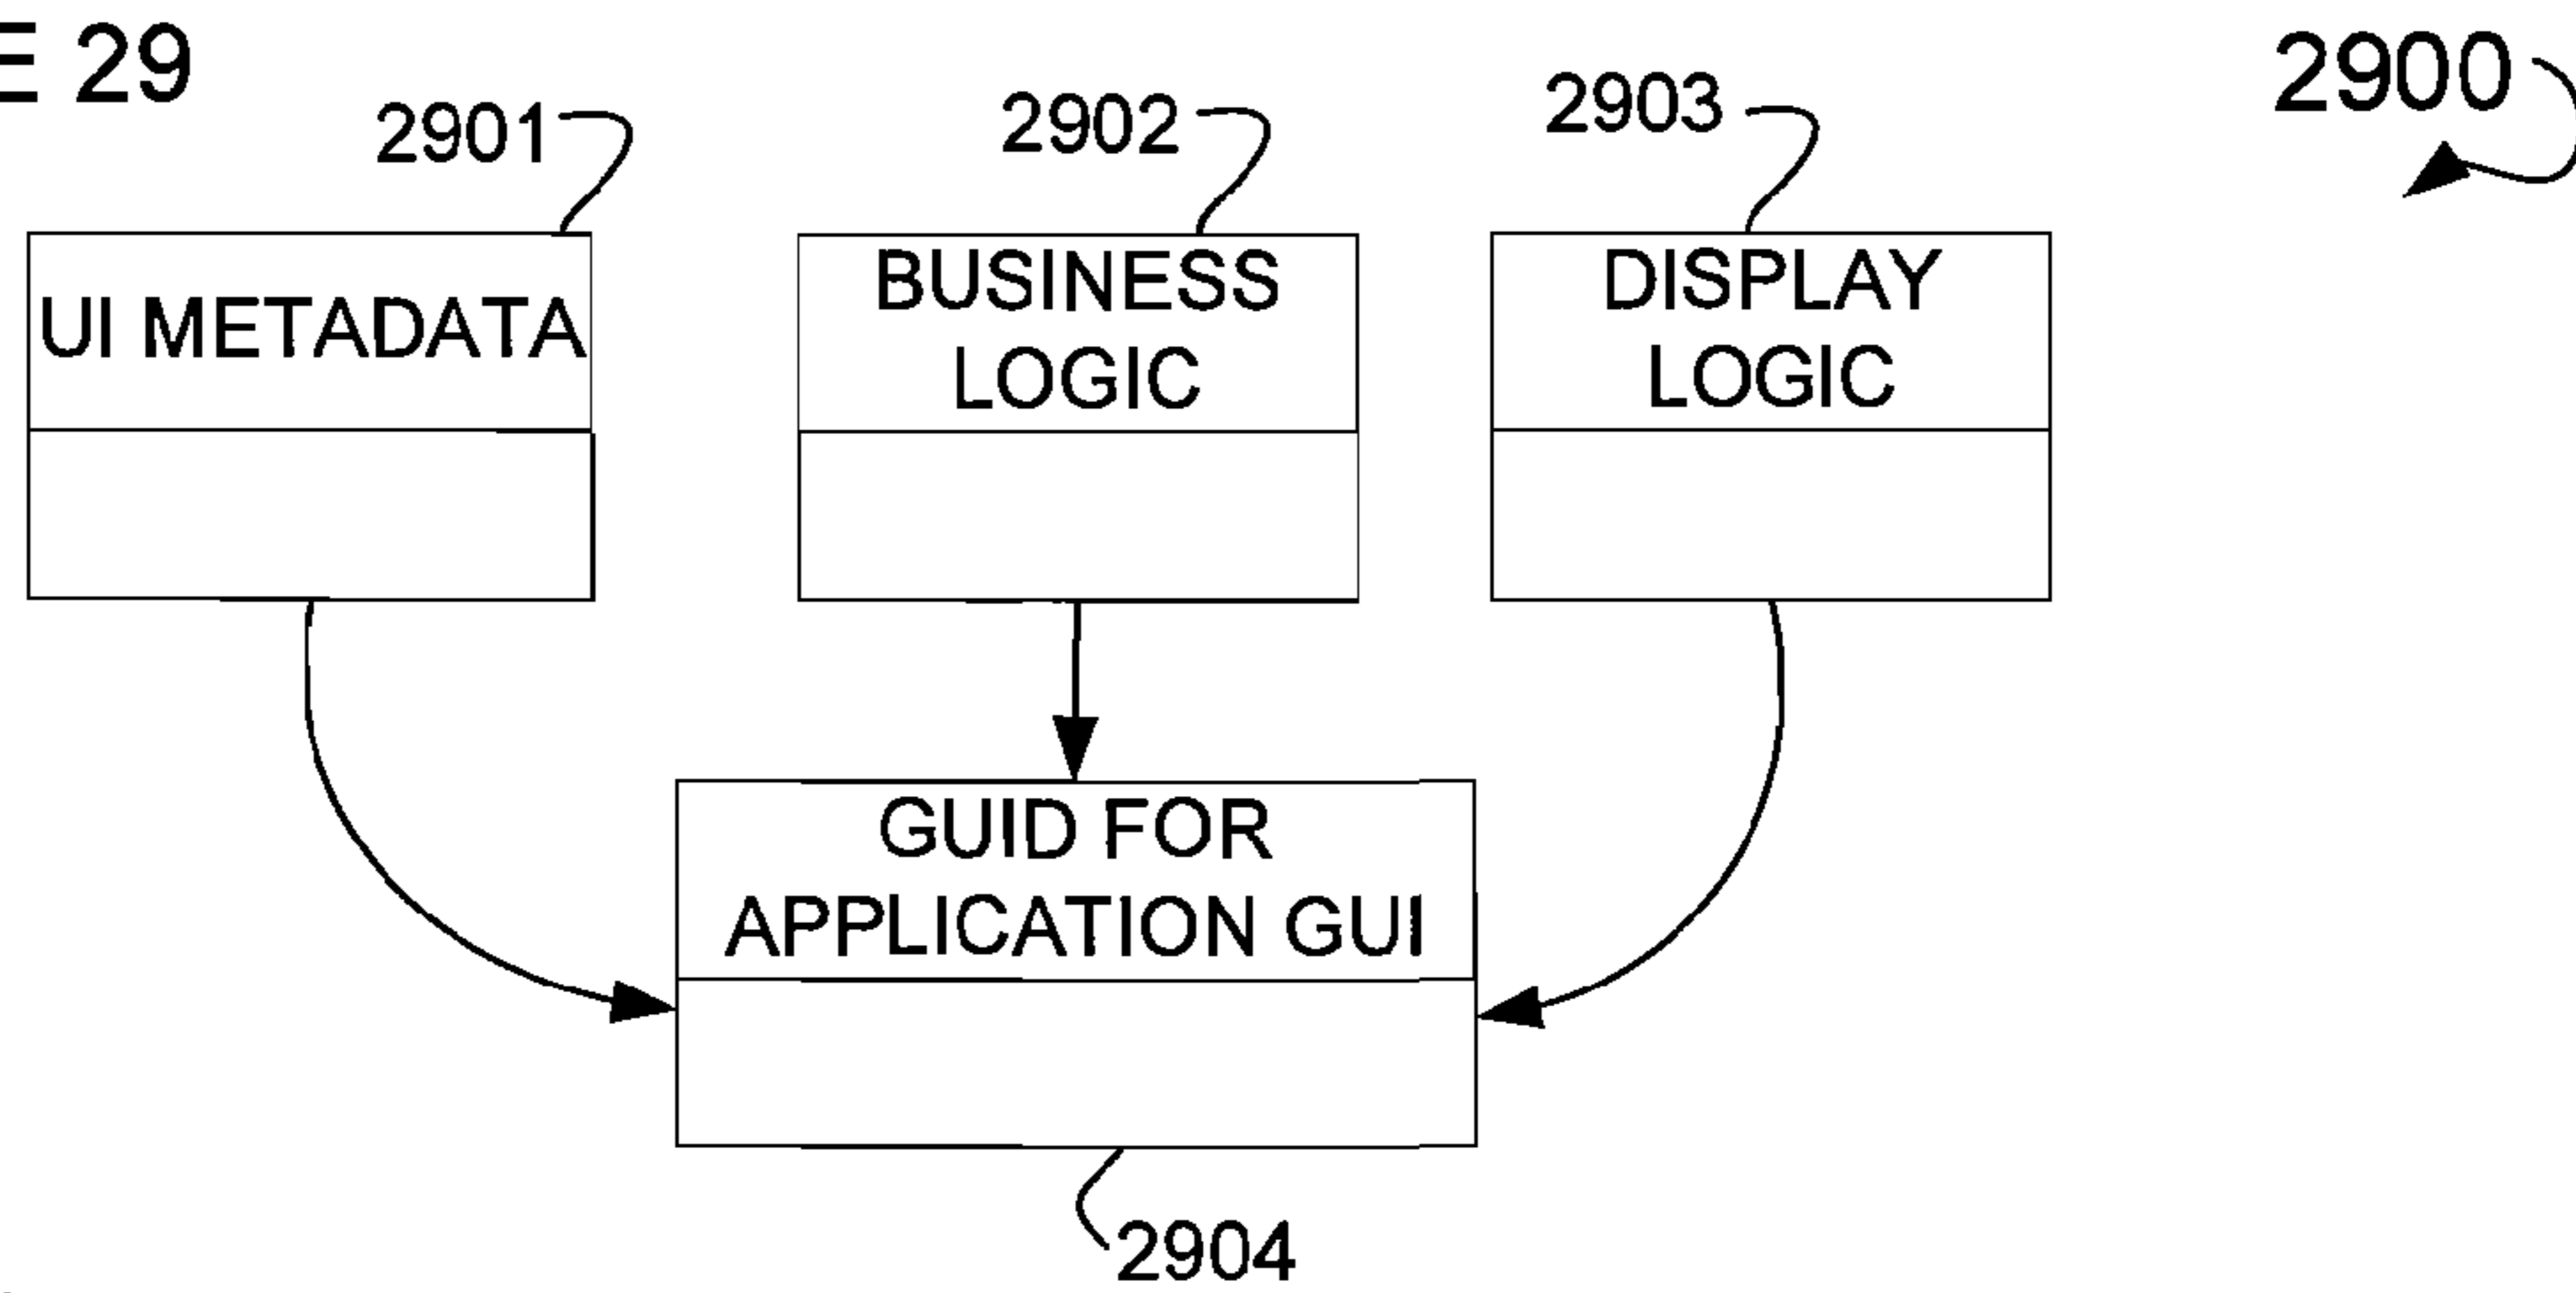 E 29
2900
2901
2902
2903
UI METADATA
BUSINESS
LOGIC
DISPLAY
LOGIC
GUID FOR
APPLICATION GUI
2904